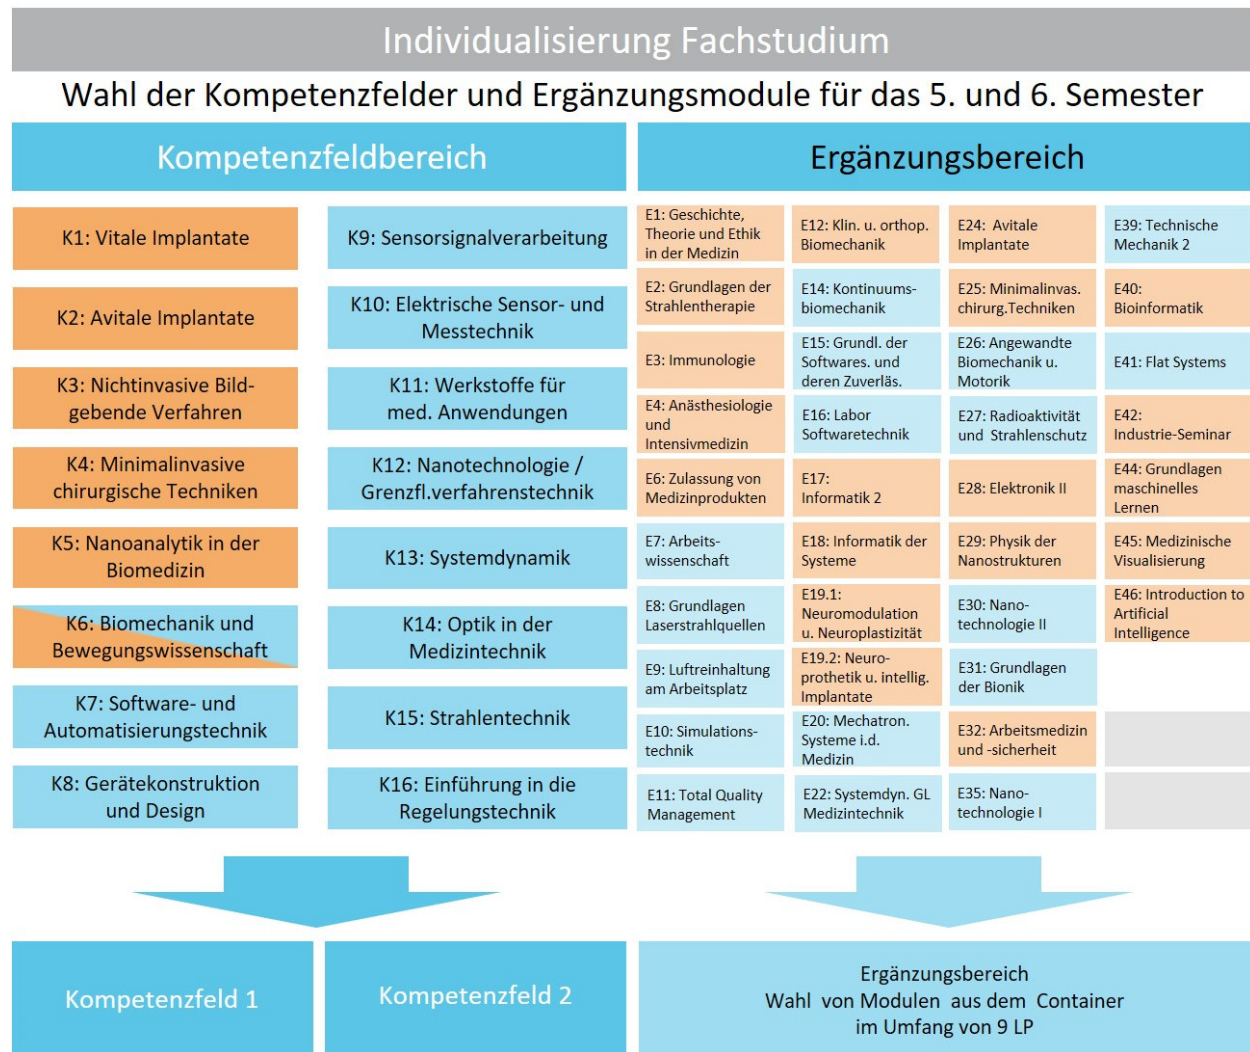 Individualisierung Fachstudium
Wahl der Kompetenzfelder und Ergänzungsmodule für das 5. und 6. Semester
Kompetenzfeldbereich
K1: Vitale Implantate
K2: Avitale Implantate
K3: Nichtinvasive Bild-
gebende Verfahren
K4: Minimalinvasive
chirurgische Techniken
K5: Nanoanalytik in der
Biomedizin
K6: Biomechanik und
Bewegungswissenschaft
K7: Software- und
Automatisierungstechnik
K8: Gerätekonstruktion
und Design
K9: Sensorsignalverarbeitung
K10: Elektrische Sensor- und
Messtechnik
K11: Werkstoffe für
med. Anwendungen
K12: Nanotechnologie /
Grenzfl.verfahrenstechnik
K13: Systemdynamik
K14: Optik in der
Medizintechnik
K15: Strahlentechnik
K16: Einführung in die
Regelungstechnik
Ergänzungsbereich
E1: Geschichte,
Theorie und Ethik
in der Medizin
E2: Grundlagen der
Strahlentherapie
E3: Immunologie
E4: Anästhesiologie
und
Intensivmedizin
E6: Zulassung von
Medizinprodukten
E7: Arbeits-
wissenschaft
E8: Grundlagen
Laserstrahlquellen
E9: Luftreinhaltung
am Arbeitsplatz
E10: Simulations-
technik
E11: Total Quality
Management
E12: Klin. u. orthop.
Biomechanik
E14: Kontinuums-
biomechanik
E15: Grundl. der
Softwares. und
deren Zuverläs.
E16: Labor
Softwaretechnik
E17:
Informatik 2
E18: Informatik der
Systeme
E19.1:
Neuromodulation
u. Neuroplastizität
E19.2: Neuro-
prothetik u. intellig.
Implantate
E20: Mechatron.
Systeme i.d.
Medizin
E22: Systemdyn. GL
Medizintechnik
E24: Avitale
Implantate
E25: Minimalinvas.
chirurg.Techniken
E26: Angewandte
Biomechanik u.
Motorik
E27: Radioaktivität
und Strahlenschutz
E28: Elektronik II
E29: Physik der
Nanostrukturen
E30: Nano-
technologie II
E31: Grundlagen
der Bionik
E32: Arbeitsmedizin
und -sicherheit
E35: Nano-
technologie I
E39: Technische
Mechanik 2
E40:
Bioinformatik
E41: Flat Systems
E42:
Industrie-Seminar
E44: Grundlagen
maschinelles
Lernen
E45: Medizinische
Visualisierung
E46: Introduction to
Artificial
Intelligence
Kompetenzfeld 1
Kompetenzfeld 2
Ergänzungsbereich
Wahl von Modulen aus dem Container
im Umfang von 9 LP